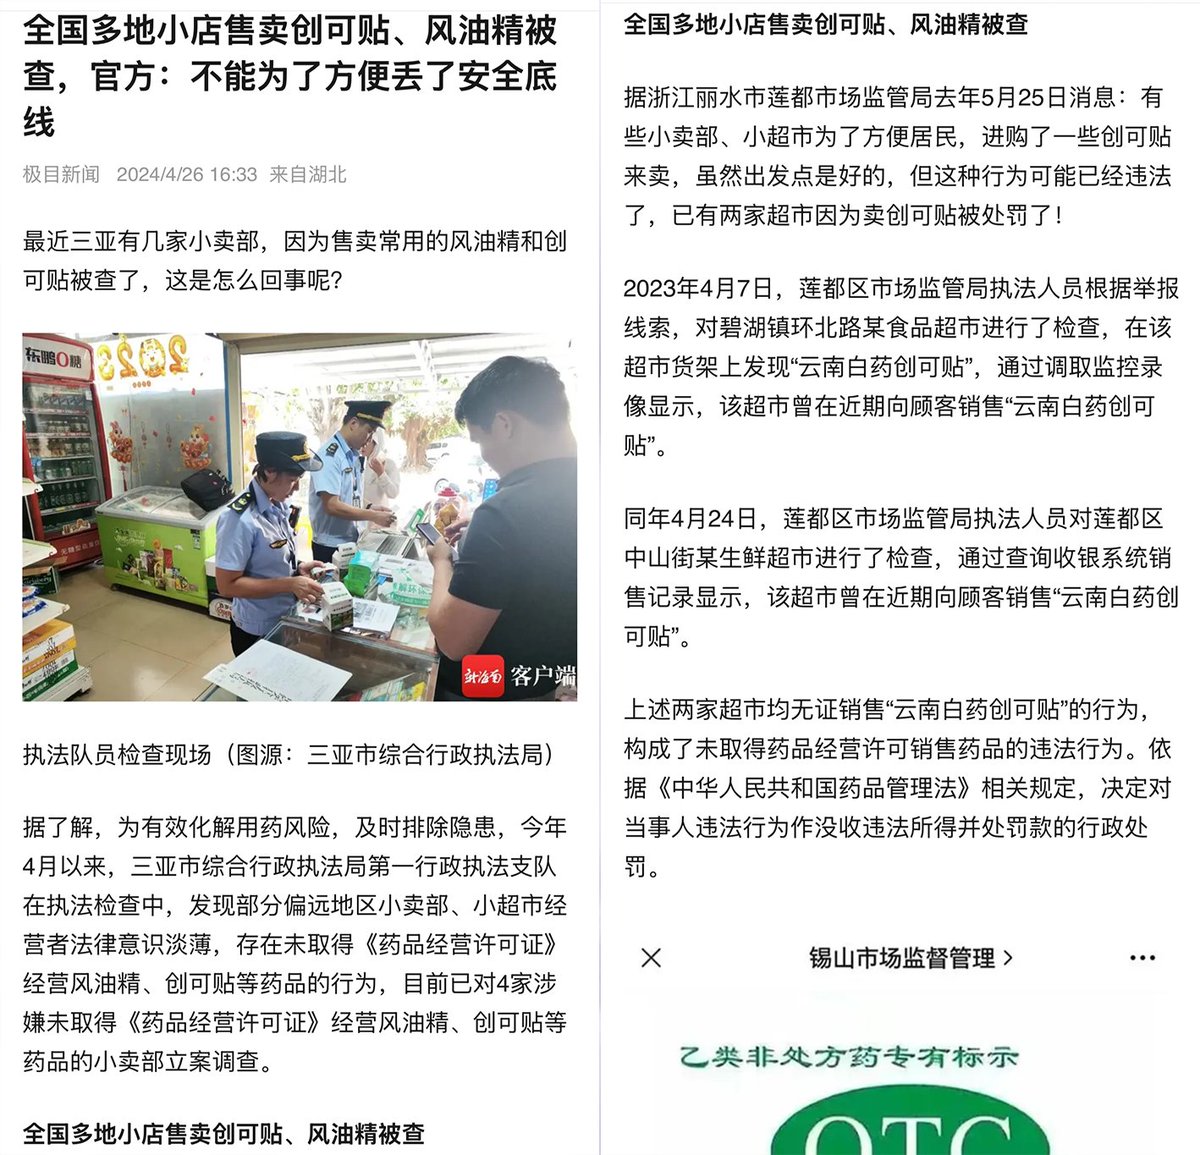 全国多地小店售卖创可贴、风油精被
查，官方：不能为了方便丢了安全底
线
极目新闻 2024/4/26 16:33 来自湖北
最近三亚有几家小卖部，因为售卖常用的风油精和创
可贴被查了，这是怎么回事呢?
东鹏0糖
2023
新海南 客户端
执法队员检查现场（图源：三亚市综合行政执法局）
据了解，为有效化解用药风险，及时排除隐患，今年
4月以来，三亚市综合行政执法局第一行政执法支队
在执法检查中，发现部分偏远地区小卖部、小超市经
营者法律意识淡薄，存在未取得《药品经营许可证》
经营风油精、创可贴等药品的行为，目前已对4家涉
嫌未取得《药品经营许可证》经营风油精、创可贴等
药品的小卖部立案调查。
全国多地小店售卖创可贴、风油精被查
全国多地小店售卖创可贴、风油精被查
据浙江丽水市莲都市场监管局去年5月25日消息：有
些小卖部、小超市为了方便居民，进购了一些创可贴
来卖，虽然出发点是好的，但这种行为可能已经违法
了，已有两家超市因为卖创可贴被处罚了！
2023年4月7日，莲都区市场监管局执法人员根据举报
线索，对碧湖镇环北路某食品超市进行了检查，在该
超市货架上发现“云南白药创可贴”，通过调取监控录
像显示，该超市曾在近期向顾客销售“云南白药创可
贴”。
同年4月24日，莲都区市场监管局执法人员对莲都区
中山街某生鲜超市进行了检查，通过查询收银系统销
售记录显示，该超市曾在近期向顾客销售“云南白药创
可贴”。
上述两家超市均无证销售“云南白药创可贴”的行为，
构成了未取得药品经营许可销售药品的违法行为。依
据《中华人民共和国药品管理法》相关规定，决定对
当事人违法行为作没收违法所得并处罚款的行政处
罚。
锡山市场监督管理
乙类非处方药专有标示
OTC